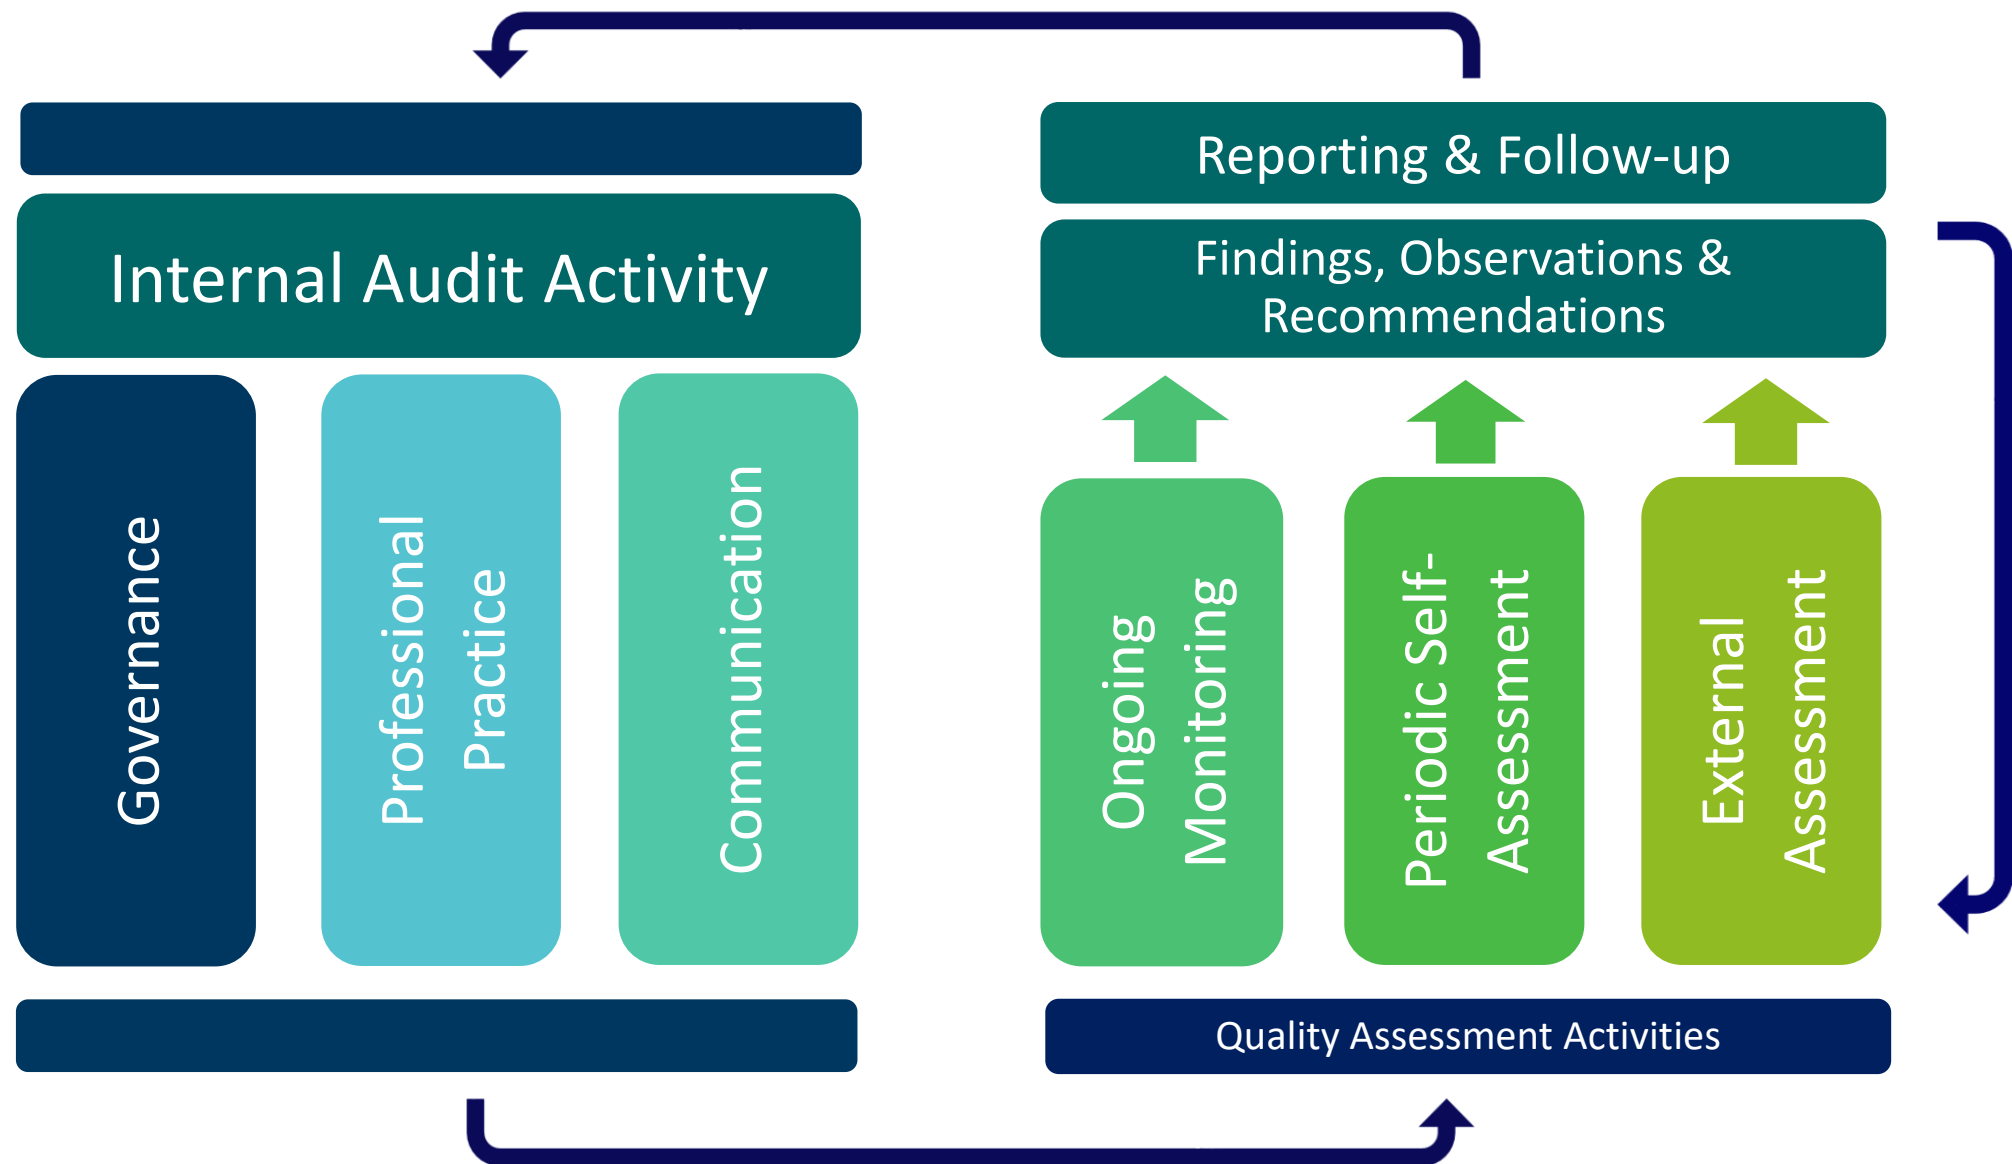 Internal Audit Activity
Governance
Professional
Practice
Communication
Reporting & Follow-up
Findings, Observations &
Recommendations
Ongoing
Monitoring
Periodic Self-
Assessment
External
Assessment
Quality Assessment Activities